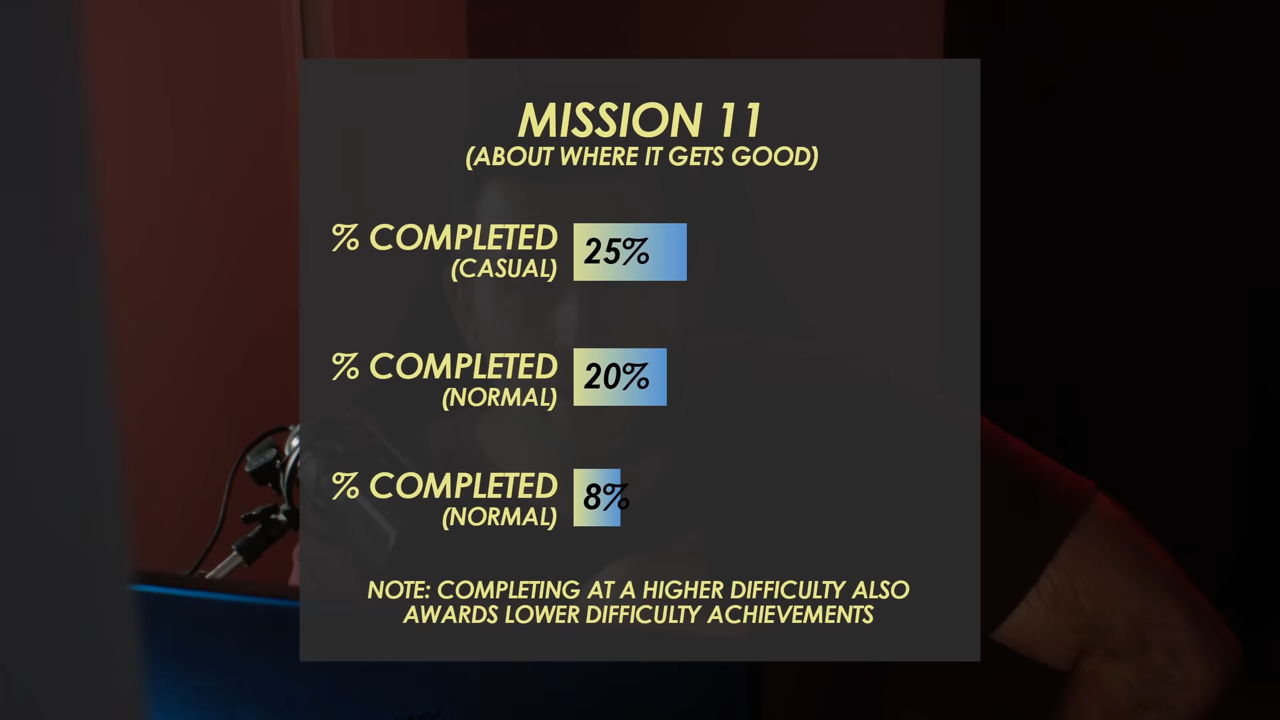 MISSION 11
(ABOUT WHERE IT GETS GOOD)
% COMPLETED
(CASUAL)
25%
% COMPLETED
(NORMAL)
20%
% COMPLETED
(NORMAL)
8%
NOTE: COMPLETING AT A HIGHER DIFFICULTY ALSO
AWARDS LOWER DIFFICULTY ACHIEVEMENTS